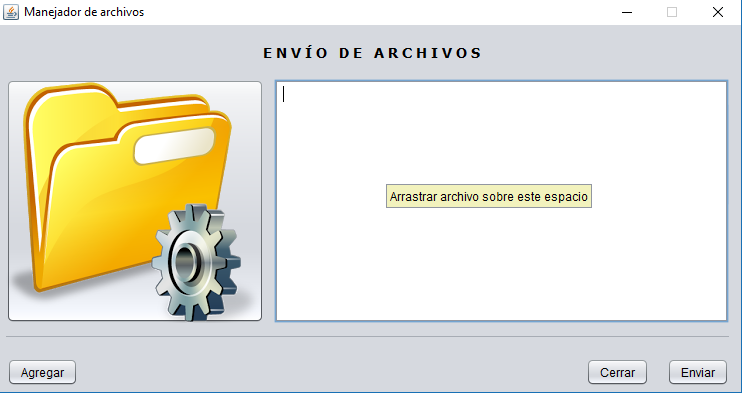 Manejador de archivos
ENVÍO DE ARCHIVOS
Arrastrar archivo sobre este espacio
Agregar
Cerrar
Enviar